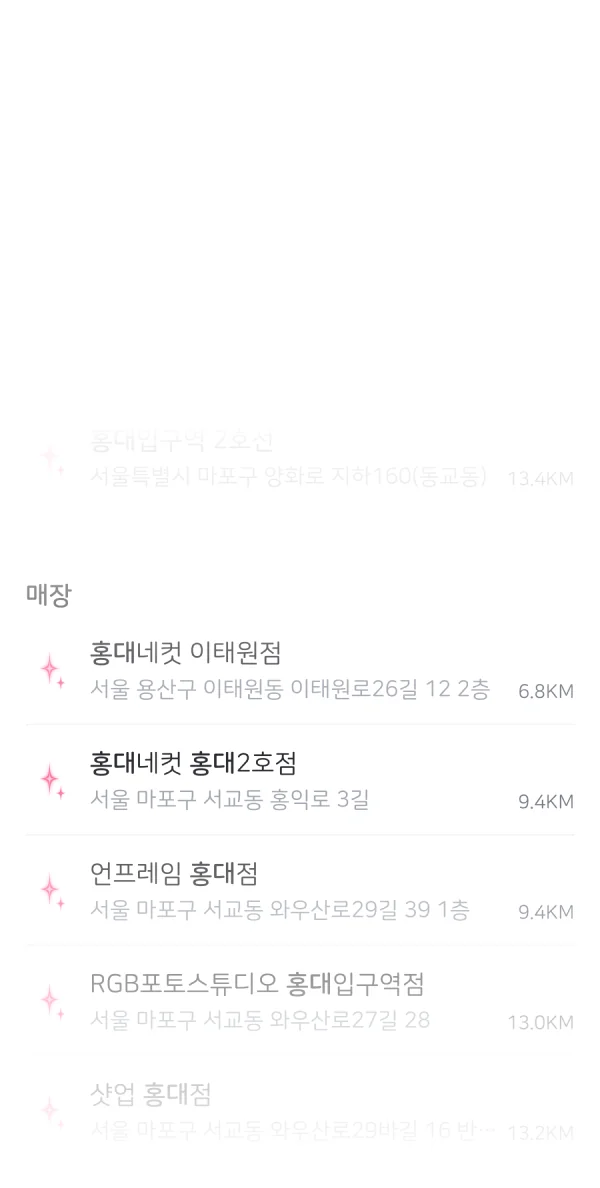 홍대입구역 2호선
서울특별시 마포구 양화로 지하160(동교동) 13.4KM
매장
홍대네컷 이태원점
서울 용산구 이태원동 이태원로26길 12 2층 6.8KM
홍대네컷 홍대2호점
서울 마포구 서교동 홍익로 3길 9.4KM
언프레임 홍대점
서울 마포구 서교동 와우산로29길 39 1층 9.4KM
RGB포토스튜디오 홍대입구역점
서울 마포구 서교동 와우산로27길 28 13.0KM
샷업 홍대점
서울 마포구 서교동 와우산로29바길 16 반… 13.2KM